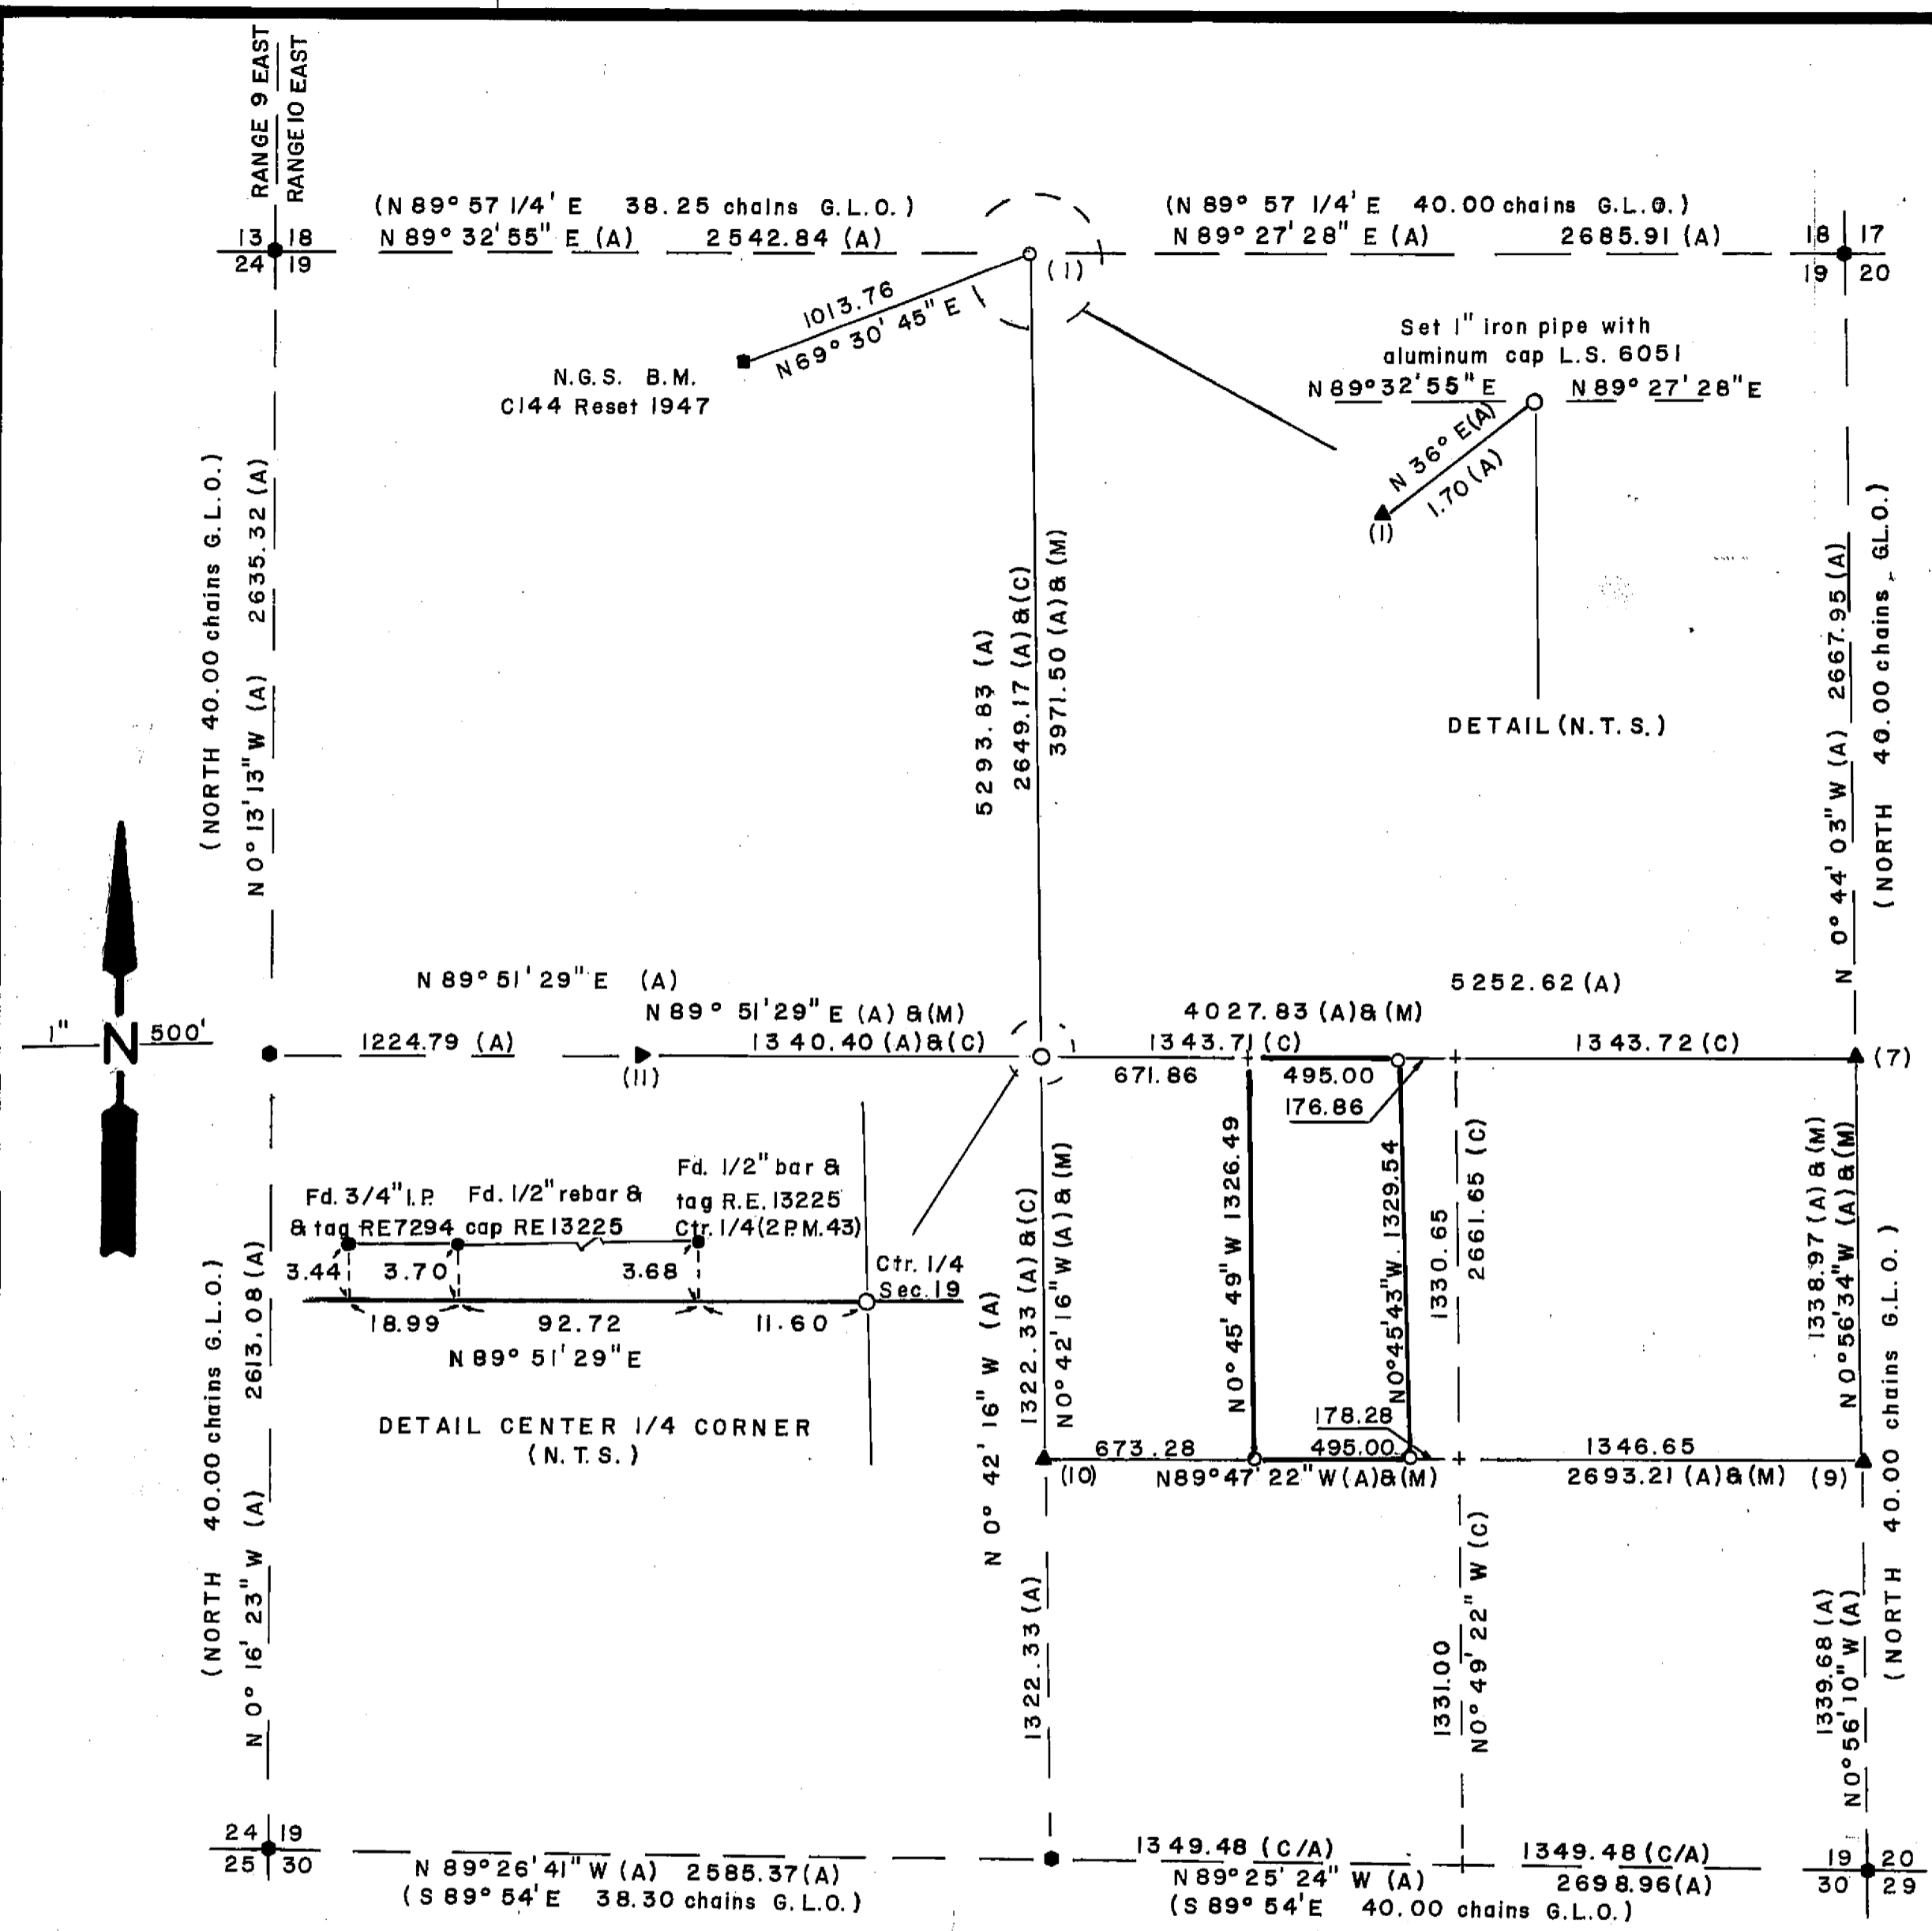 RANGE 9 EAST
RANGE 10 EAST
(N 89° 57 1/4' E 38.25 chains G.L.O.)
(N 89° 57 1/4' E 40.00 chains G.L.O.)
13 18
N 89° 32' 55" E (A) 2542.84 (A)
N 89° 27' 28" E (A) 2685.91 (A)
18 17
24 19
(1)
19 20
1013.76
N69° 30' 45" E
N.G.S. B.M.
C144 Reset 1947
Set 1" iron pipe with
aluminum cap L.S. 6051
N 89° 32' 55" E N 89° 27' 28" E
N 36° E(A)
1.70 (A)
(1)
DETAIL (N.T.S.)
(NORTH 40.00 chains G.L.O.)
N 0° 13' 13" W (A) 2635.32 (A)
5293.83 (A)
2649.17 (A)&(C)
3971.50 (A)&(M)
N 0° 44' 03" W (A) 2667.95 (A)
(NORTH 40.00 chains G.L.O.)
1" N 500'
N 89° 51' 29" E (A)
N 89° 51' 29" E (A) &(M)
5252.62 (A)
4027.83 (A)&(M)
1224.79 (A)
1340.40 (A)&(C)
1343.71 (C)
1343.72 (C)
(11)
(7)
671.86
495.00
176.86
Fd. 3/4" I.P.
& tag RE7294
Fd. 1/2" rebar &
cap RE 13225
Fd. 1/2" bar &
tag R.E. 13225
Ctr. 1/4 (2 P.M. 43)
3.44 3.70 3.68
Ctr. 1/4
Sec. 19
18.99 92.72 11.60
N 89° 51' 29" E
DETAIL CENTER 1/4 CORNER
(N.T.S.)
(NORTH 40.00 chains G.L.O.)
N 0° 16' 23" W (A) 2613.08 (A)
N 0° 42' 16" W (A)
1322.33 (A)&(C)
N 0° 42' 16" W (A)&(M)
N 0° 45' 49" W 1326.49
N 0° 45' 43" W. 1329.54
1330.65
2661.65 (C)
1338.97 (A)&(M)
N 0° 56' 34" W (A)&(M)
(NORTH 40.00 chains G.L.O.)
178.28
673.28 495.00
1346.65
(10)
N89° 47' 22" W (A)&(M)
2693.21 (A)&(M)
(9)
1322.33 (A)
1331.00
N0° 49' 22" W (C)
1339.68 (A)
N0° 56' 10" W (A)
24 19
25 30
N 89° 26' 41" W (A) 2585.37 (A)
(S 89° 54' E 38.30 chains G.L.O.)
1349.48 (C/A)
1349.48 (C/A)
N 89° 25' 24" W (A)
2698.96 (A)
(S 89° 54' E 40.00 chains G.L.O.)
19 20
30 29